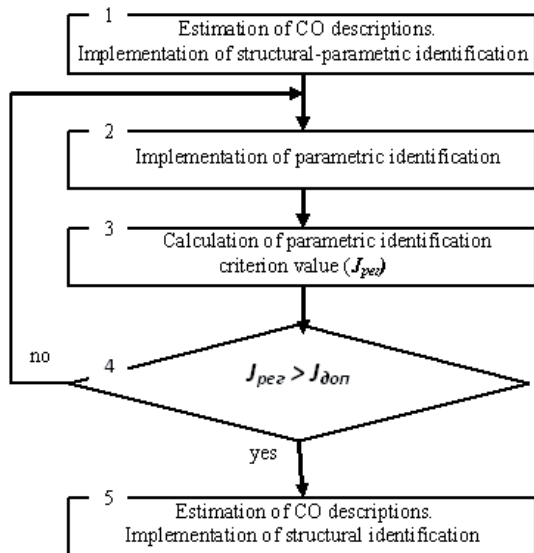 1
Estimation of CO descriptions.
Implementation of structural-parametric identification
2
Implementation of parametric identification
3
Calculation of parametric identification
criterion value (Jрег)
no
4
Jрег > Jдоп
yes
5
Estimation of CO descriptions.
Implementation of structural identification